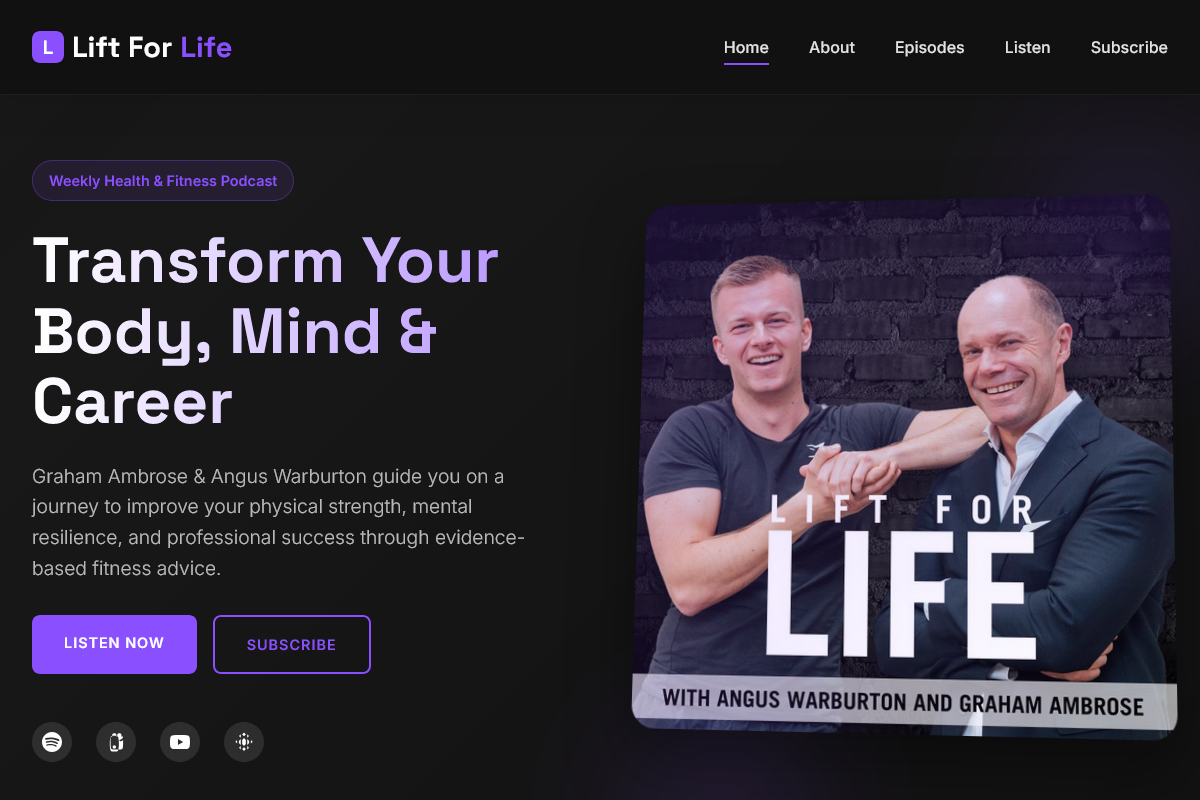 L Lift For Life
Home About Episodes Listen Subscribe
Weekly Health & Fitness Podcast
Transform Your
Body, Mind &
Career
Graham Ambrose & Angus Warburton guide you on a
journey to improve your physical strength, mental
resilience, and professional success through evidence-
based fitness advice.
LISTEN NOW
SUBSCRIBE
LIFT FOR
LIFE
WITH ANGUS WARBURTON AND GRAHAM AMBROSE